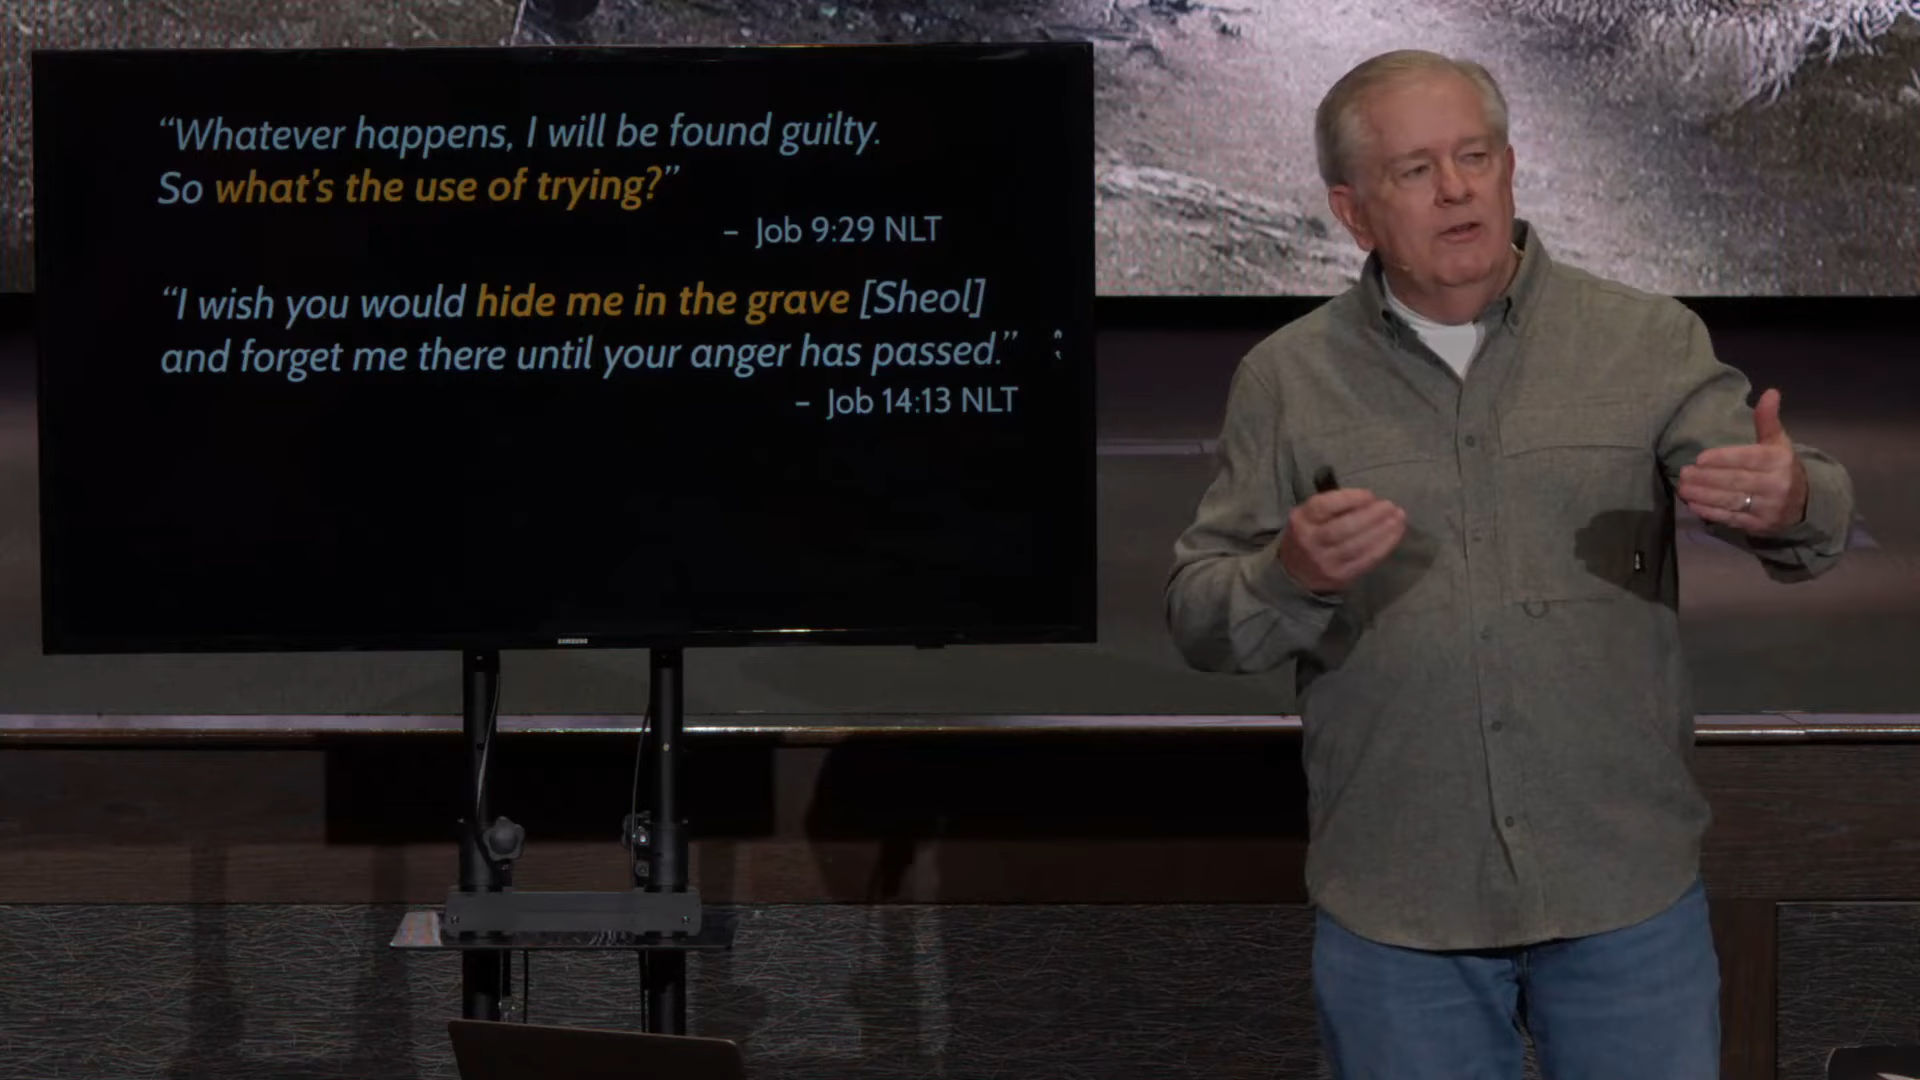 “Whatever happens, I will be found guilty.
So what’s the use of trying?”
– Job 9:29 NLT
“I wish you would hide me in the grave [Sheol]
and forget me there until your anger has passed.”
– Job 14:13 NLT
SAMSUNG